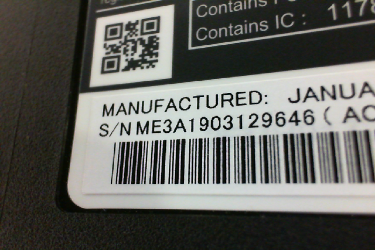 Contains
Contains IC : 1178
MANUFACTURED: JANUA
S/N ME3A1903129646 ( AC